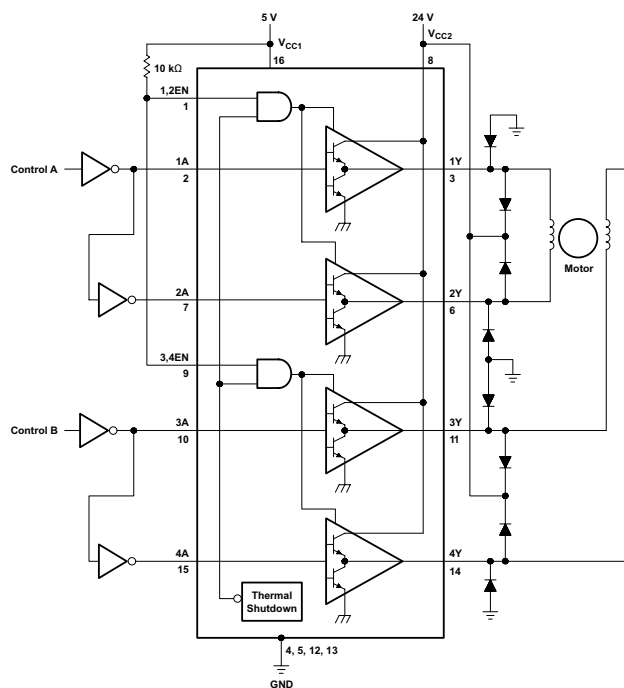 5 V
24 V
VCC1
VCC2
16
8
10 kΩ
1,2EN
1
Control A
1A
2
1Y
3
2A
7
2Y
6
Motor
3,4EN
9
Control B
3A
10
3Y
11
4A
15
4Y
14
Thermal
Shutdown
4, 5, 12, 13
GND